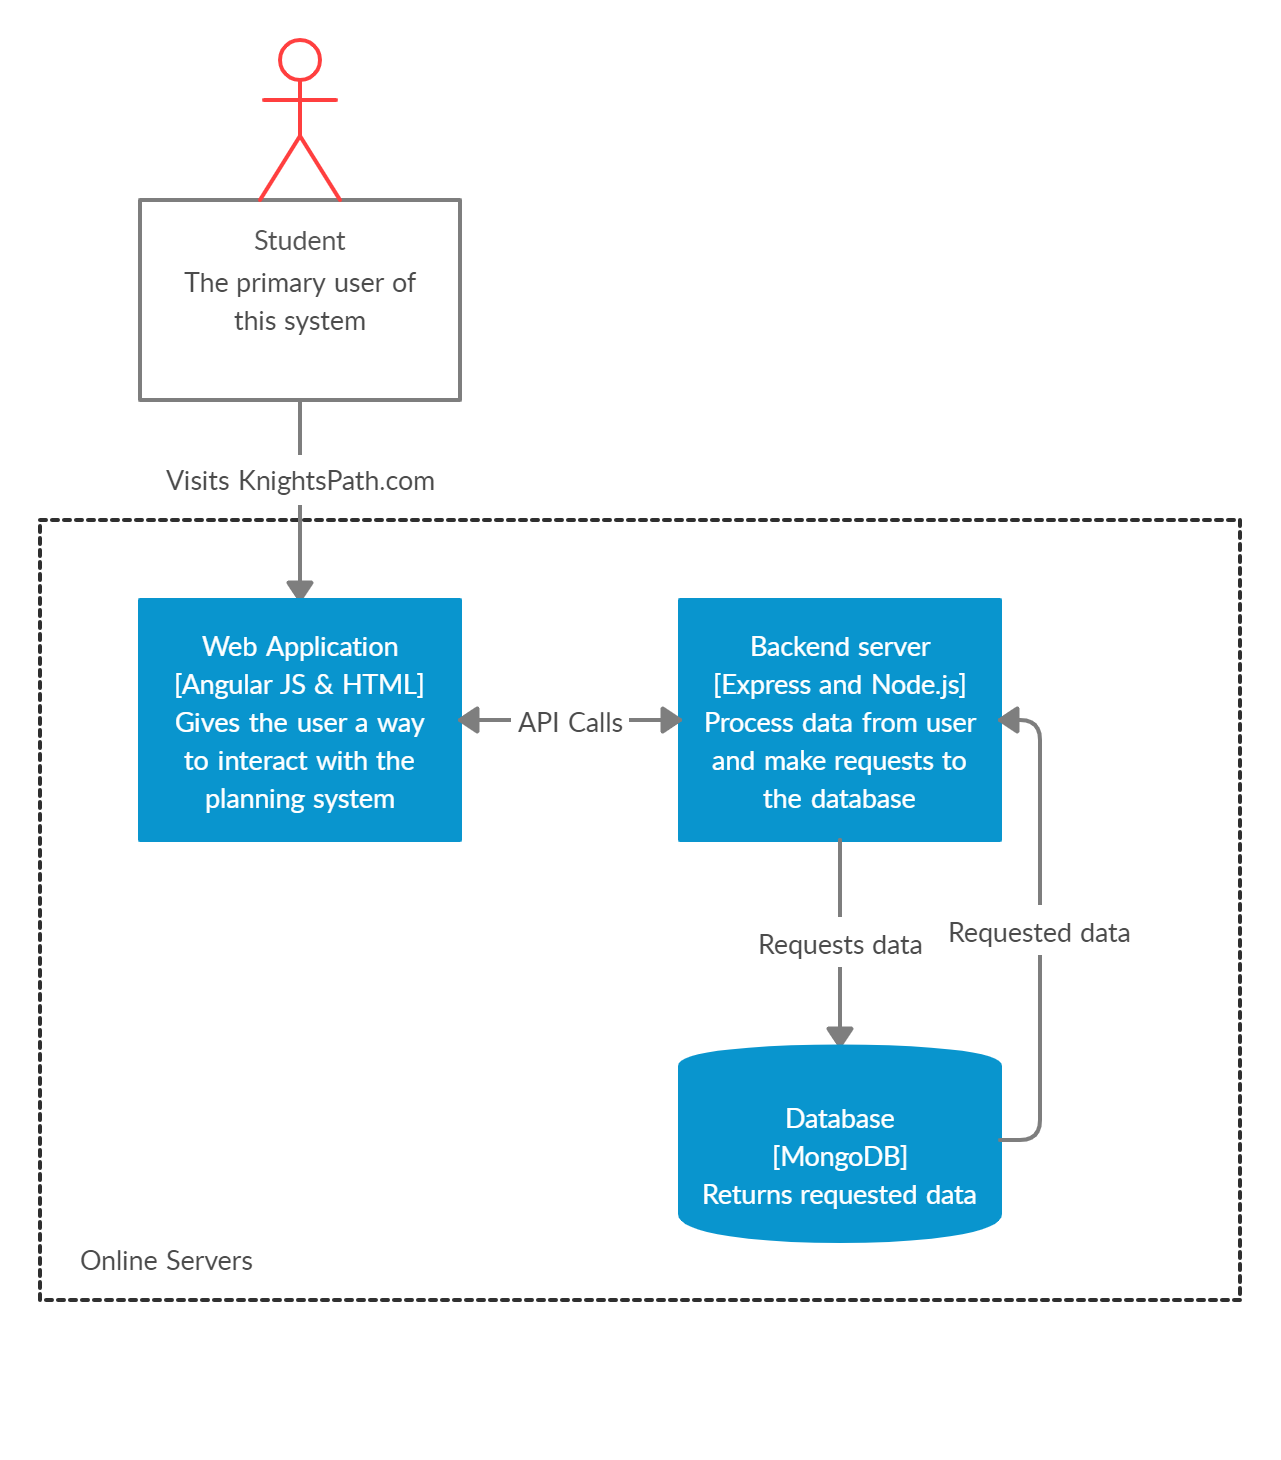 Student
The primary user of
this system
Visits KnightsPath.com
Web Application
[Angular JS & HTML]
Gives the user a way
to interact with the
planning system
API Calls
Backend server
[Express and Node.js]
Process data from user
and make requests to
the database
Requests data
Requested data
Database
[MongoDB]
Returns requested data
Online Servers